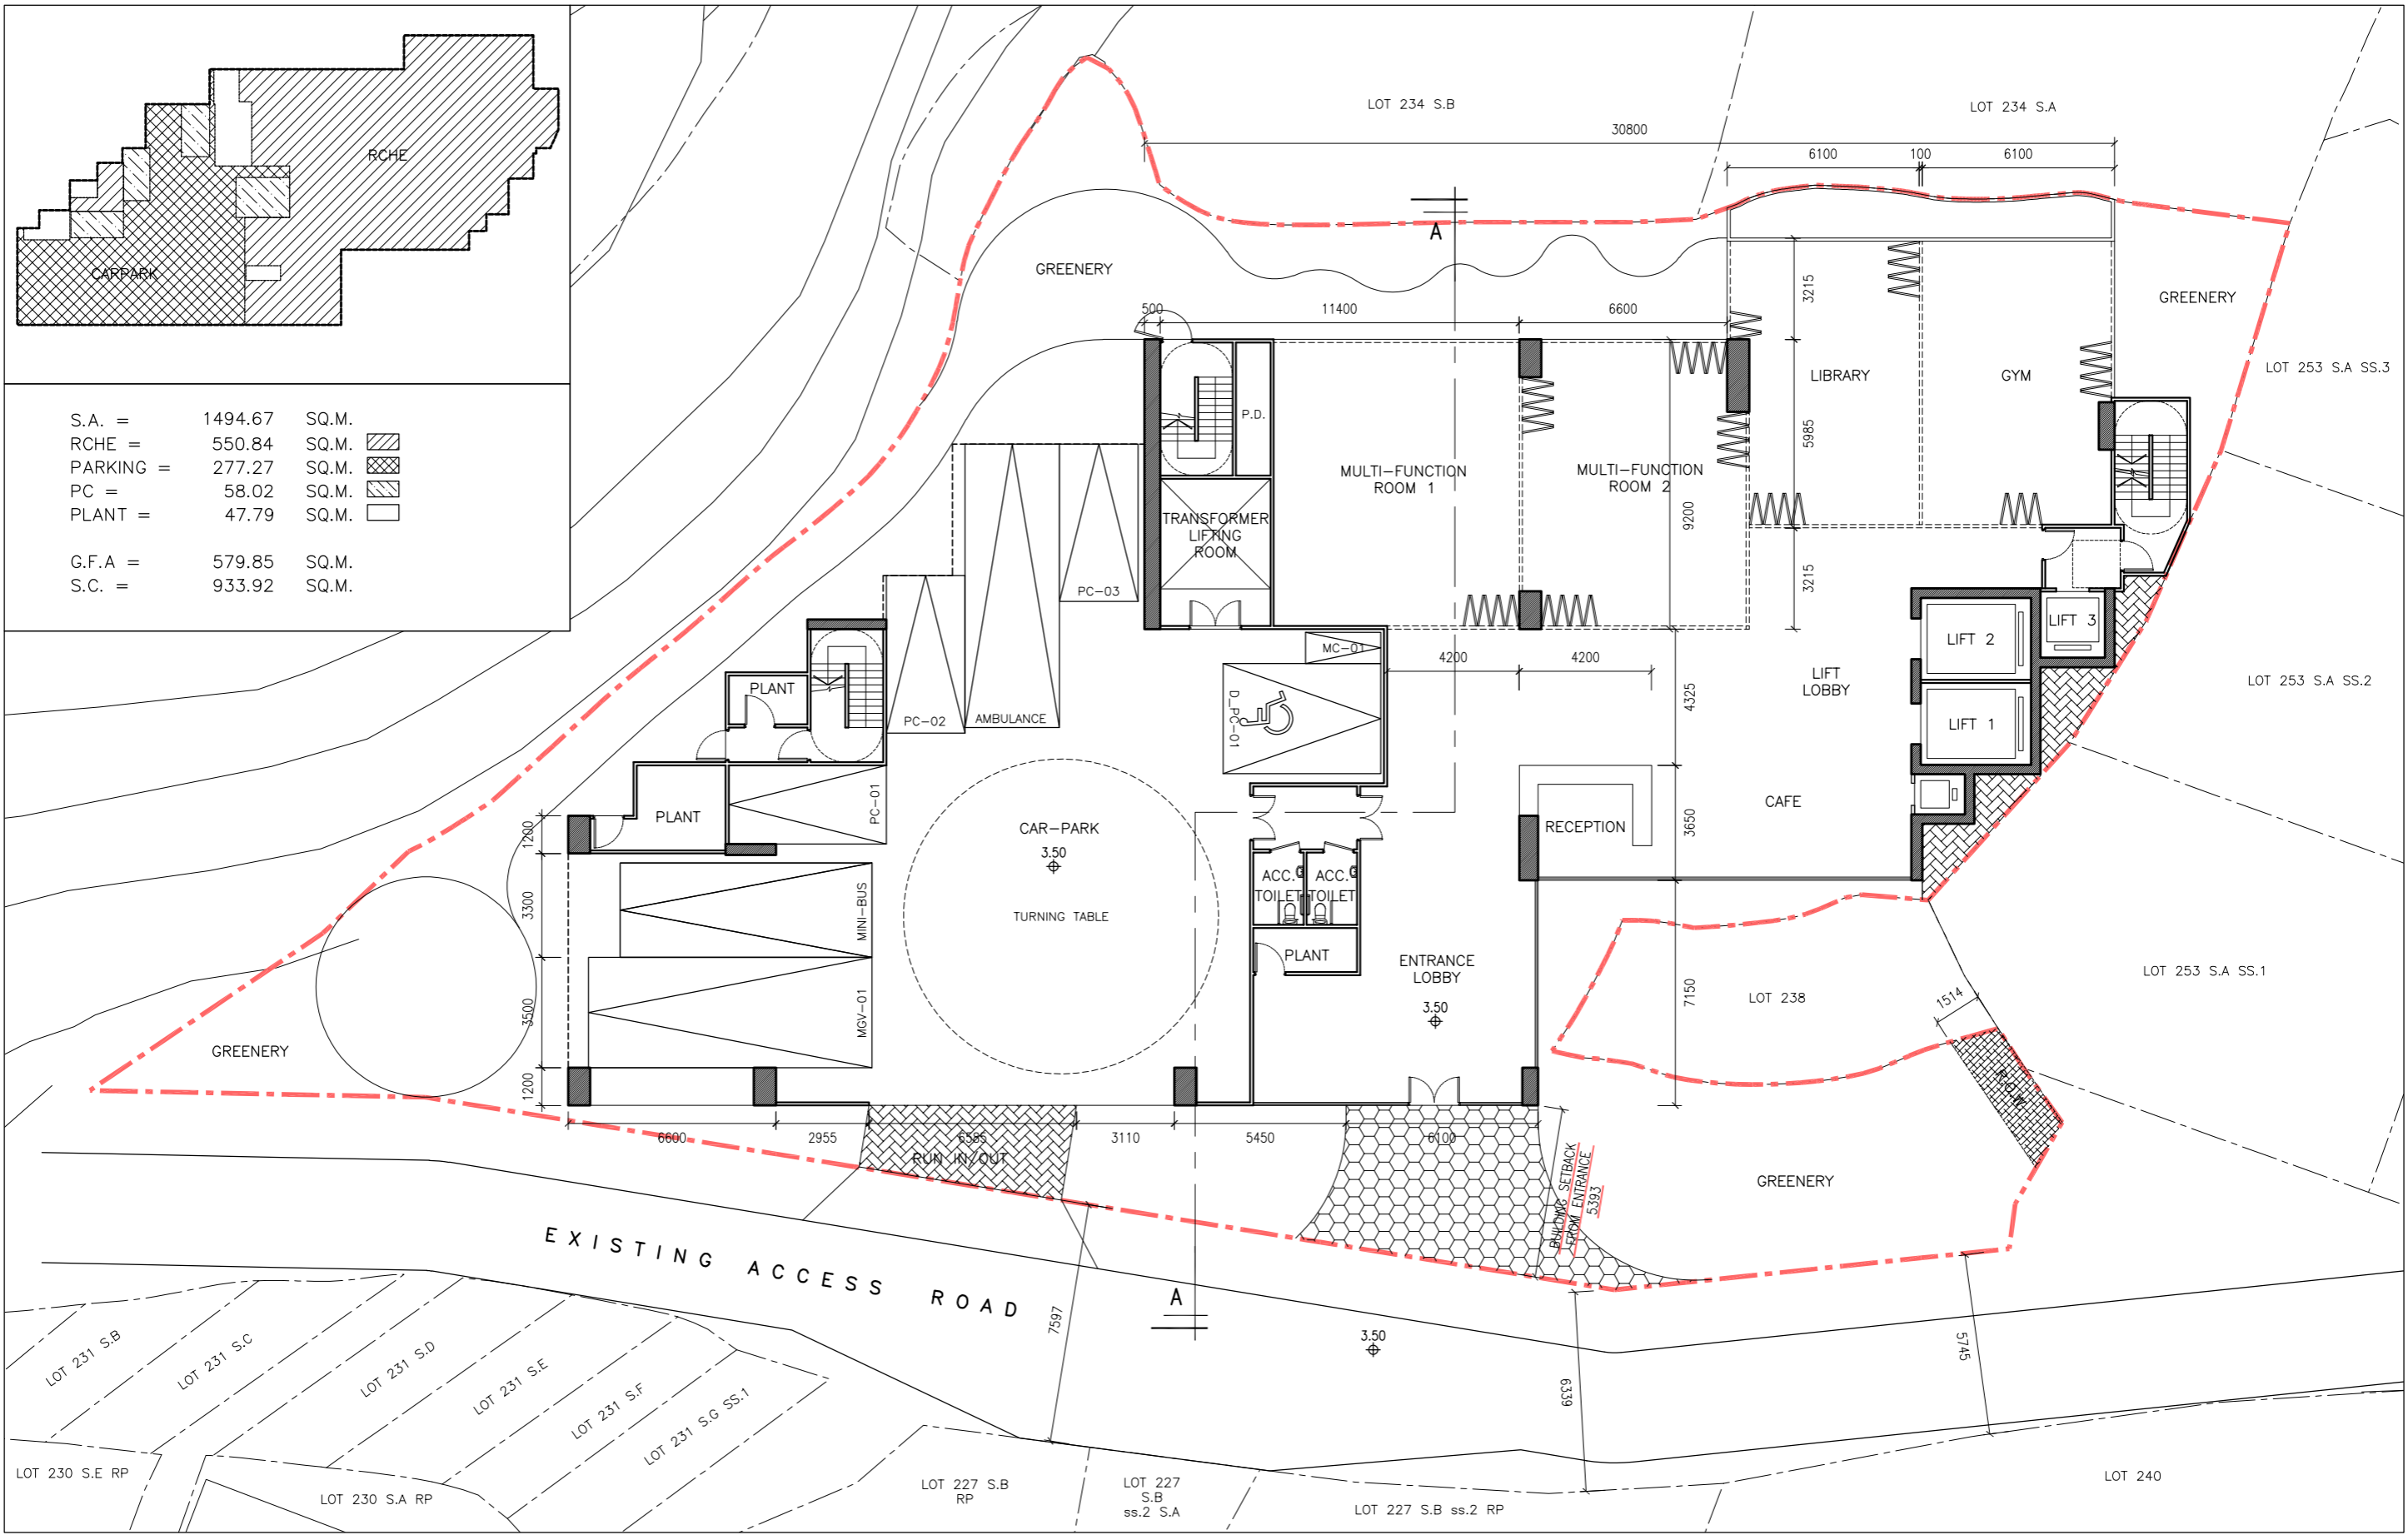 RCHE
CARPARK
S.A. = 1494.67 SQ.M.
RCHE = 550.84 SQ.M.
PARKING = 277.27 SQ.M.
PC = 58.02 SQ.M.
PLANT = 47.79 SQ.M.
G.F.A = 579.85 SQ.M.
S.C. = 933.92 SQ.M.
LOT 234 S.B
LOT 234 S.A
30800
6100
100
6100
A
GREENERY
GREENERY
3215
500
11400
6600
LOT 253 S.A SS.3
LIBRARY
GYM
P.D.
5985
MULTI-FUNCTION
ROOM 1
MULTI-FUNCTION
ROOM 2
TRANSFORMER
LIFTING
ROOM
9200
3215
PC-03
LIFT 3
LIFT 2
MC-01
4200
4200
LIFT
LOBBY
LOT 253 S.A SS.2
PLANT
D_PC-01
4325
PC-02
AMBULANCE
LIFT 1
PC-01
CAFE
PLANT
1200
CAR-PARK
3.50
RECEPTION
3650
ACC.
TOILET
ACC.
TOILET
3300
MINI-BUS
TURNING TABLE
PLANT
ENTRANCE
LOBBY
3.50
LOT 253 S.A SS.1
7150
LOT 238
1514
3500
MGV-01
GREENERY
1200
R.O.W.
6600
2955
6585
3110
5450
6100
RUN IN/OUT
BUILDING SETBACK
FROM ENTRANCE
5393
GREENERY
EXISTING ACCESS ROAD
A
7597
3.50
5745
6339
LOT 231 S.B
LOT 231 S.C
LOT 231 S.D
LOT 231 S.E
LOT 231 S.F
LOT 231 S.G SS.1
LOT 230 S.E RP
LOT 230 S.A RP
LOT 227 S.B
RP
LOT 227
S.B
ss.2 S.A
LOT 227 S.B ss.2 RP
LOT 240